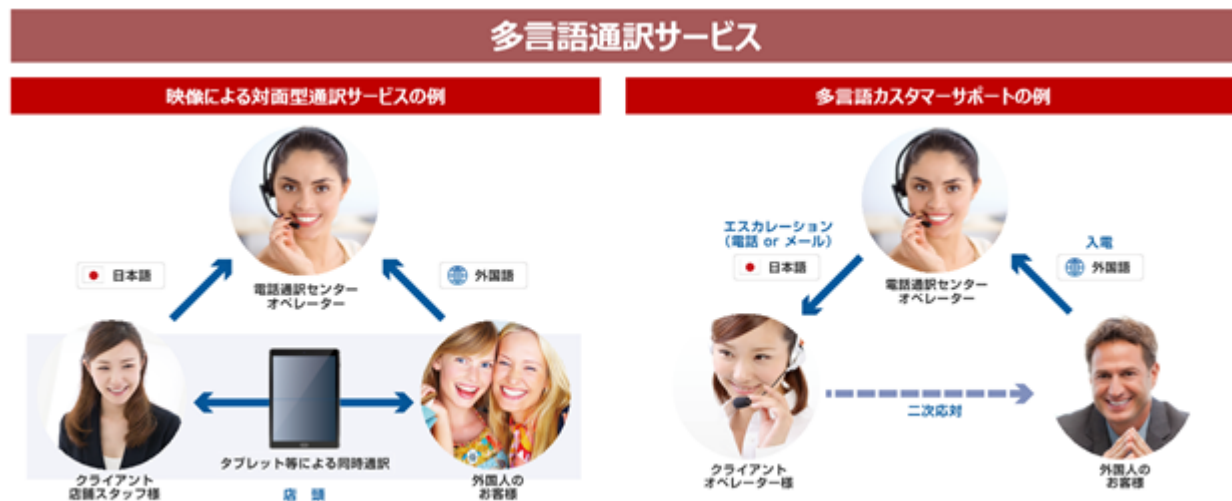 多言語通訳サービス
映像による対面型通訳サービスの例
日本語
外国語
電話通訳センター
オペレーター
クライアント
店舗スタッフ様
タブレット等による同時通訳
店 頭
外国人の
お客様
多言語カスタマーサポートの例
エスカレーション
(電話 or メール)
日本語
入電
外国語
電話通訳センター
オペレーター
二次応対
クライアント
オペレーター様
外国人の
お客様